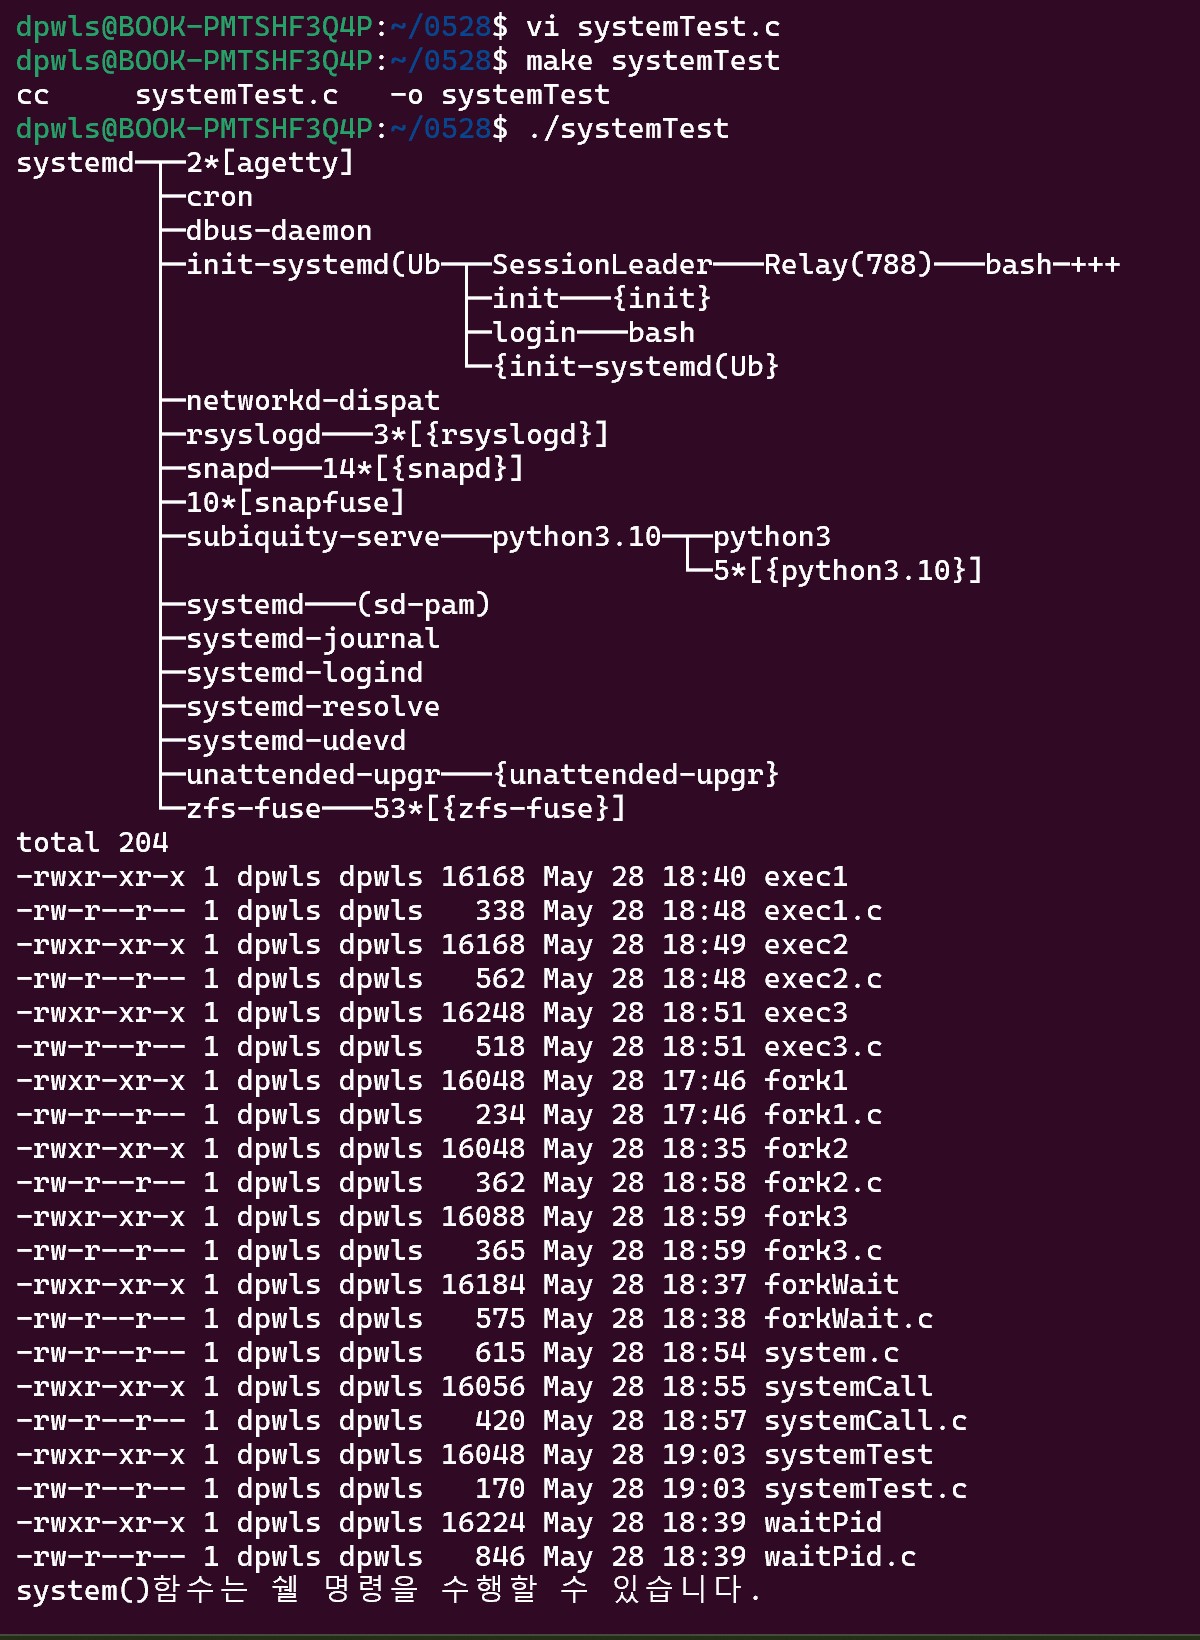 dpwls@BOOK-PMTSHF3Q4P:~/0528$ vi systemTest.c
dpwls@BOOK-PMTSHF3Q4P:~/0528$ make systemTest
cc     systemTest.c   -o systemTest
dpwls@BOOK-PMTSHF3Q4P:~/0528$ ./systemTest
systemd─┬─2*[agetty]
        ├─cron
        ├─dbus-daemon
        ├─init-systemd(Ub─┬─SessionLeader───Relay(788)───bash─+++
        │                 ├─init───{init}
        │                 ├─login───bash
        │                 └─{init-systemd(Ub}
        ├─networkd-dispat
        ├─rsyslogd───3*[{rsyslogd}]
        ├─snapd───14*[{snapd}]
        ├─10*[snapfuse]
        ├─subiquity-serve───python3.10─┬─python3
        │                              └─5*[{python3.10}]
        ├─systemd───(sd-pam)
        ├─systemd-journal
        ├─systemd-logind
        ├─systemd-resolve
        ├─systemd-udevd
        ├─unattended-upgr───{unattended-upgr}
        └─zfs-fuse───53*[{zfs-fuse}]
total 204
-rwxr-xr-x 1 dpwls dpwls 16168 May 28 18:40 exec1
-rw-r--r-- 1 dpwls dpwls   338 May 28 18:48 exec1.c
-rwxr-xr-x 1 dpwls dpwls 16168 May 28 18:49 exec2
-rw-r--r-- 1 dpwls dpwls   562 May 28 18:48 exec2.c
-rwxr-xr-x 1 dpwls dpwls 16248 May 28 18:51 exec3
-rw-r--r-- 1 dpwls dpwls   518 May 28 18:51 exec3.c
-rwxr-xr-x 1 dpwls dpwls 16048 May 28 17:46 fork1
-rw-r--r-- 1 dpwls dpwls   234 May 28 17:46 fork1.c
-rwxr-xr-x 1 dpwls dpwls 16048 May 28 18:35 fork2
-rw-r--r-- 1 dpwls dpwls   362 May 28 18:58 fork2.c
-rwxr-xr-x 1 dpwls dpwls 16088 May 28 18:59 fork3
-rw-r--r-- 1 dpwls dpwls   365 May 28 18:59 fork3.c
-rwxr-xr-x 1 dpwls dpwls 16184 May 28 18:37 forkWait
-rw-r--r-- 1 dpwls dpwls   575 May 28 18:38 forkWait.c
-rw-r--r-- 1 dpwls dpwls   615 May 28 18:54 system.c
-rwxr-xr-x 1 dpwls dpwls 16056 May 28 18:55 systemCall
-rw-r--r-- 1 dpwls dpwls   420 May 28 18:57 systemCall.c
-rwxr-xr-x 1 dpwls dpwls 16048 May 28 19:03 systemTest
-rw-r--r-- 1 dpwls dpwls   170 May 28 19:03 systemTest.c
-rwxr-xr-x 1 dpwls dpwls 16224 May 28 18:39 waitPid
-rw-r--r-- 1 dpwls dpwls   846 May 28 18:39 waitPid.c
system()함수는 쉘 명령을 수행할 수 있습니다.